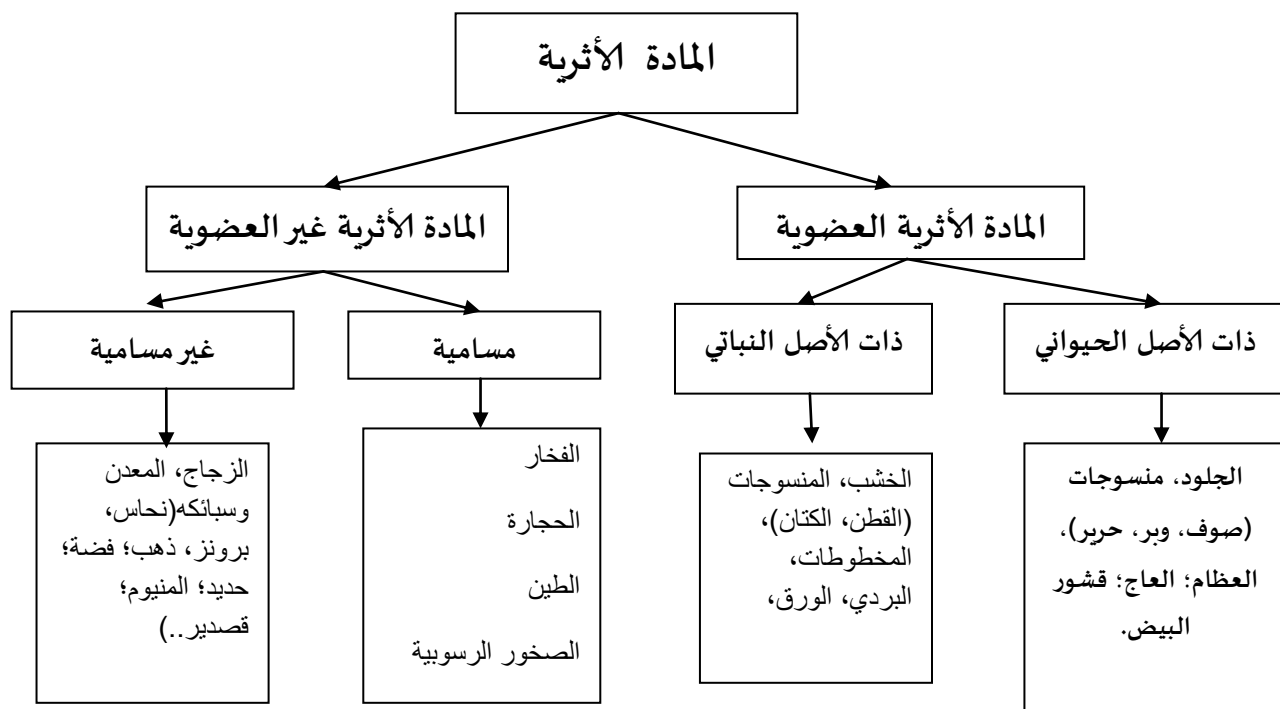 المادة الأثرية
المادة الأثرية العضوية
المادة الأثرية غير العضوية
ذات الأصل الحيواني
ذات الأصل النباتي
مسامية
غير مسامية
الجلود، منسوجات
(صوف، وبر، حرير)،
العظام؛ العاج؛ قشور
البيض.
الخشب، المنسوجات
(القطن، الكتان)،
المخطوطات،
البردي، الورق،
الفخار
الحجارة
الطين
الصخور الرسوبية
الزجاج، المعدن
وسبائكه(نحاس،
برونز، ذهب؛ فضة؛
حديد؛ المنيوم؛
قصدير..)